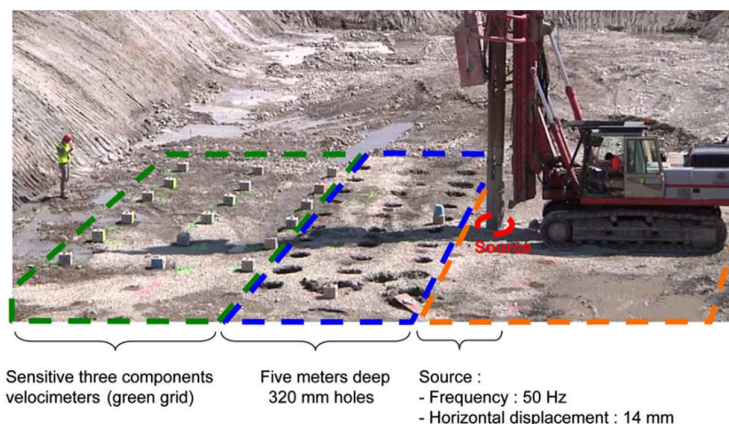 Source
Sensitive three components
velocimeters (green grid)
Five meters deep
320 mm holes
Source :
- Frequency : 50 Hz
- Horizontal displacement : 14 mm